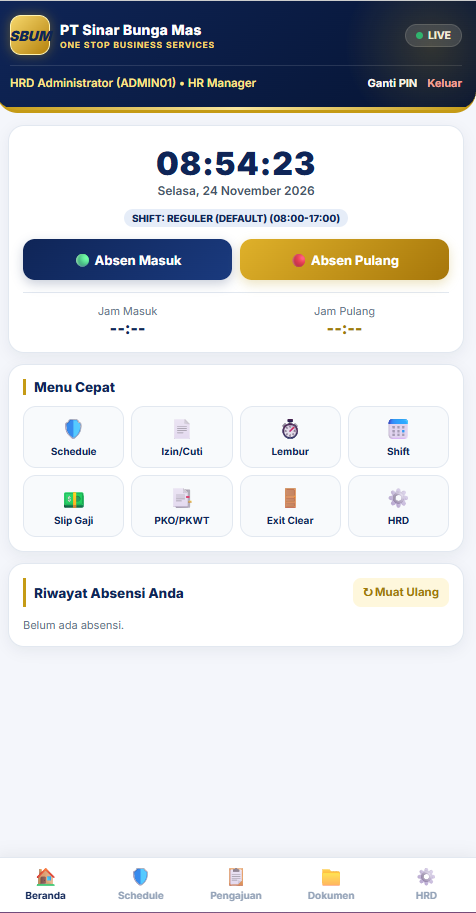 SBUM
PT Sinar Bunga Mas
ONE STOP BUSINESS SERVICES
LIVE
HRD Administrator (ADMIN01) • HR Manager
Ganti PIN Keluar
08:54:23
Selasa, 24 November 2026
SHIFT: REGULER (DEFAULT) (08:00-17:00)
Absen Masuk
Absen Pulang
Jam Masuk
Jam Pulang
--:--
--:--
Menu Cepat
Schedule
Izin/Cuti
Lembur
Shift
Slip Gaji
PKO/PKWT
Exit Clear
HRD
Riwayat Absensi Anda
↻ Muat Ulang
Belum ada absensi.
Beranda
Schedule
Pengajuan
Dokumen
HRD